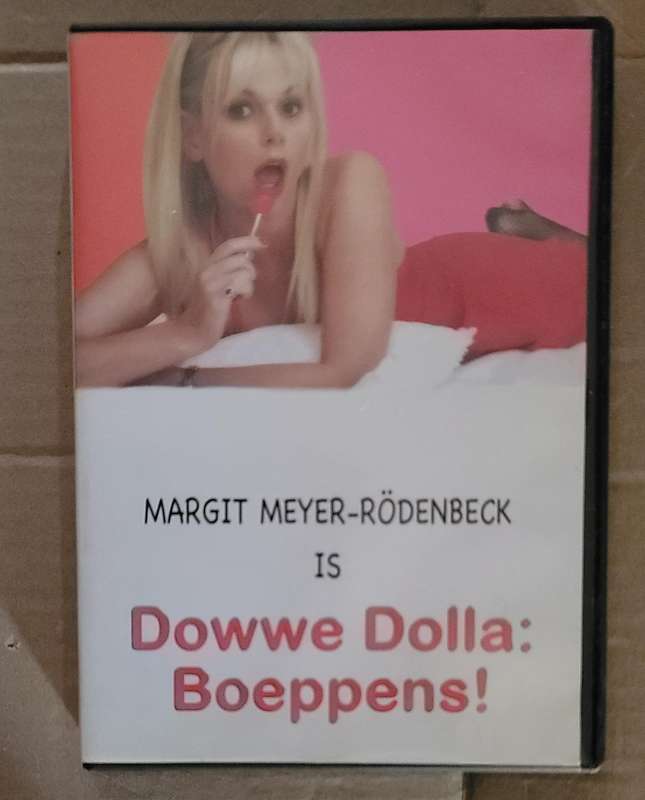 MARGIT MEYER-RÖDENBECK
IS
Dowwe Dolla:
Boeppens!